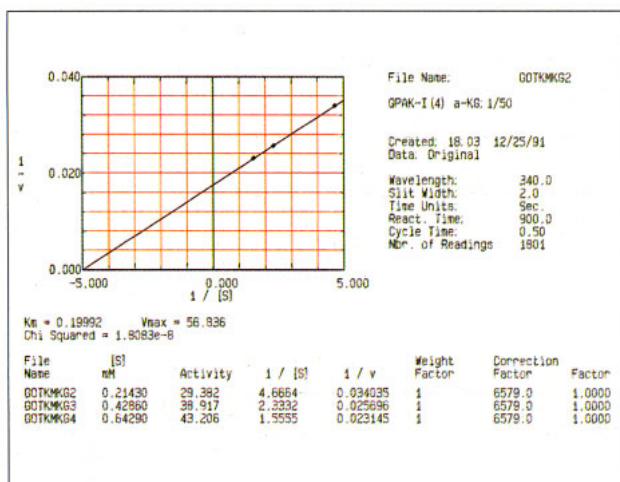 File Name: GOTKMKG2
GPAK-I(4) a-KG: 1/50
Created: 18.03 12/25/91
Data: Original
Wavelength: 340.0
Slit Width: 2.0
Time Units. Sec.
React. Time: 900.0
Cycle Time: 0.50
Nbr. of Readings 1801
0.040
0.020
0.000
1
-
v
-5.000 0.000 5.000
1 / [S]
Km = 0.19992 Vmax = 56.836
Chi Squared = 1.8083e-8
File [S] Weight Correction
Name mM Activity 1 / [S] 1 / v Factor Factor Factor
GOTKMKG2 0.21430 29.382 4.6664 0.034035 1 6579.0 1.0000
GOTKMKG3 0.42860 38.917 2.3332 0.025696 1 6579.0 1.0000
GOTKMKG4 0.64290 43.206 1.5555 0.023145 1 6579.0 1.0000